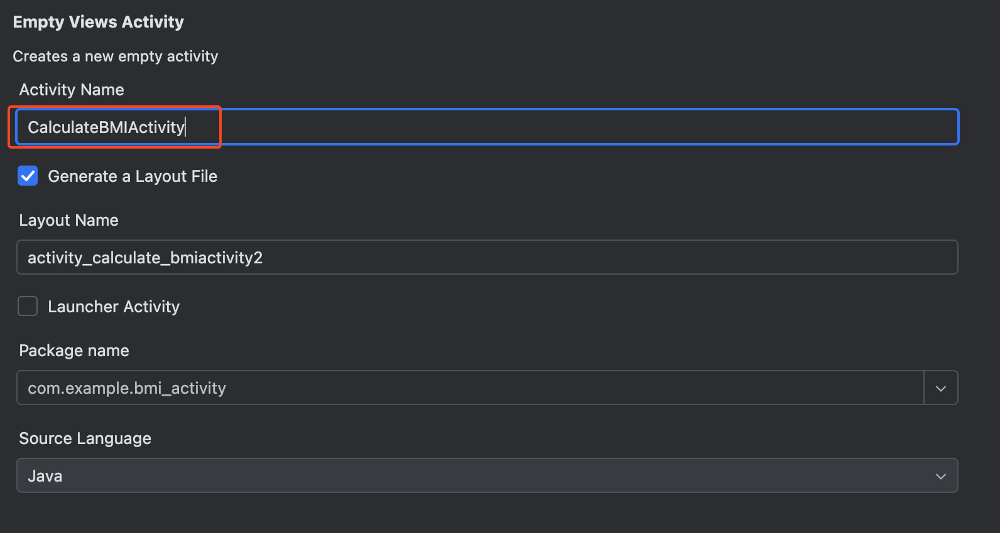 Empty Views Activity
Creates a new empty activity
Activity Name
CalculateBMIActivity
Generate a Layout File
Layout Name
activity_calculate_bmiactivity2
Launcher Activity
Package name
com.example.bmi_activity
Source Language
Java